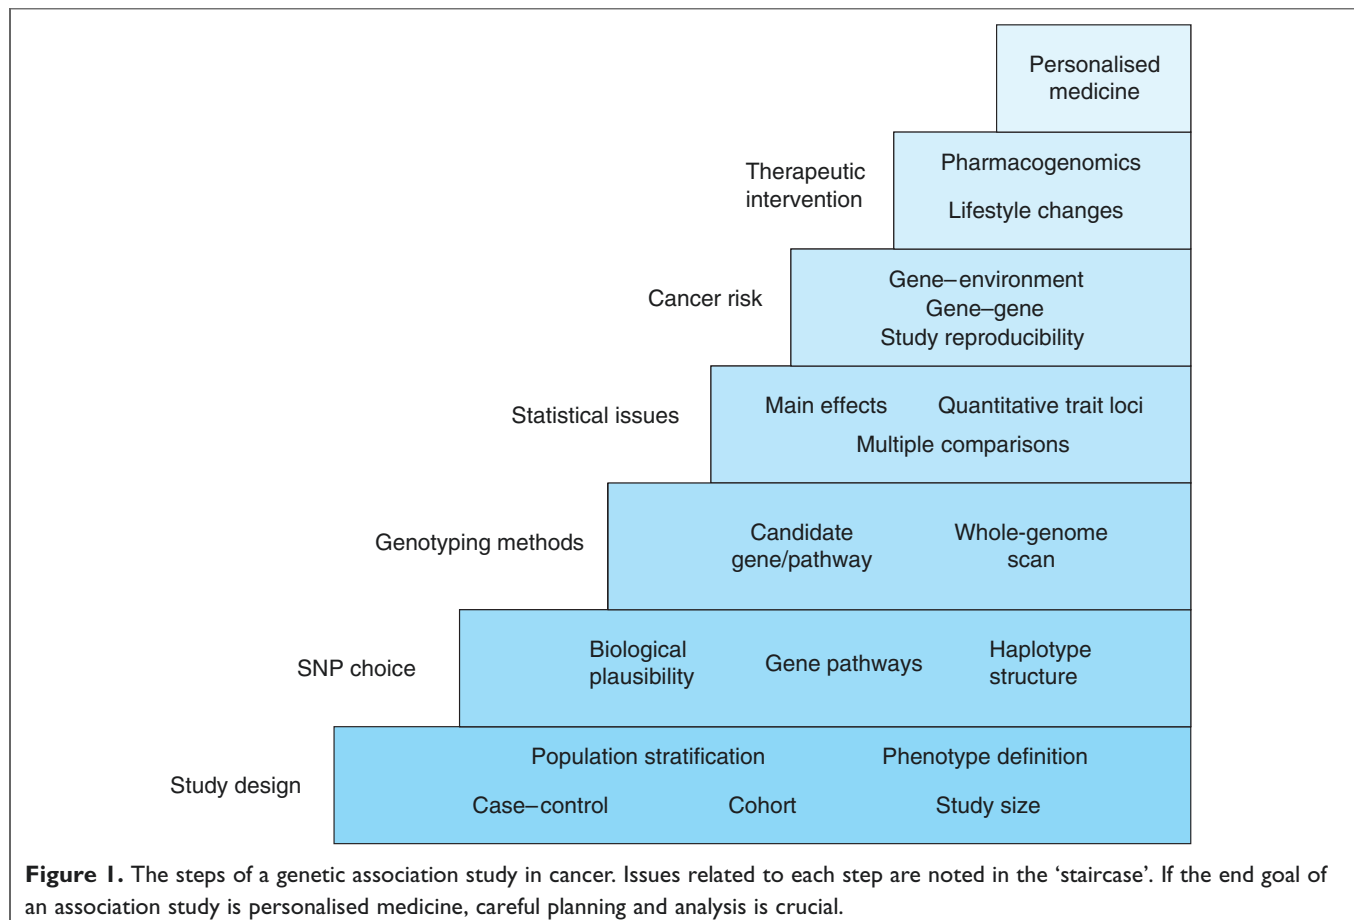 Personalised
medicine
Therapeutic
intervention
Pharmacogenomics
Lifestyle changes
Cancer risk
Gene–environment
Gene–gene
Study reproducibility
Statistical issues
Main effects
Quantitative trait loci
Multiple comparisons
Genotyping methods
Candidate
gene/pathway
Whole-genome
scan
SNP choice
Biological
plausibility
Gene pathways
Haplotype
structure
Study design
Population stratification
Phenotype definition
Case–control
Cohort
Study size
Figure 1. The steps of a genetic association study in cancer. Issues related to each step are noted in the ‘staircase’. If the end goal of
an association study is personalised medicine, careful planning and analysis is crucial.